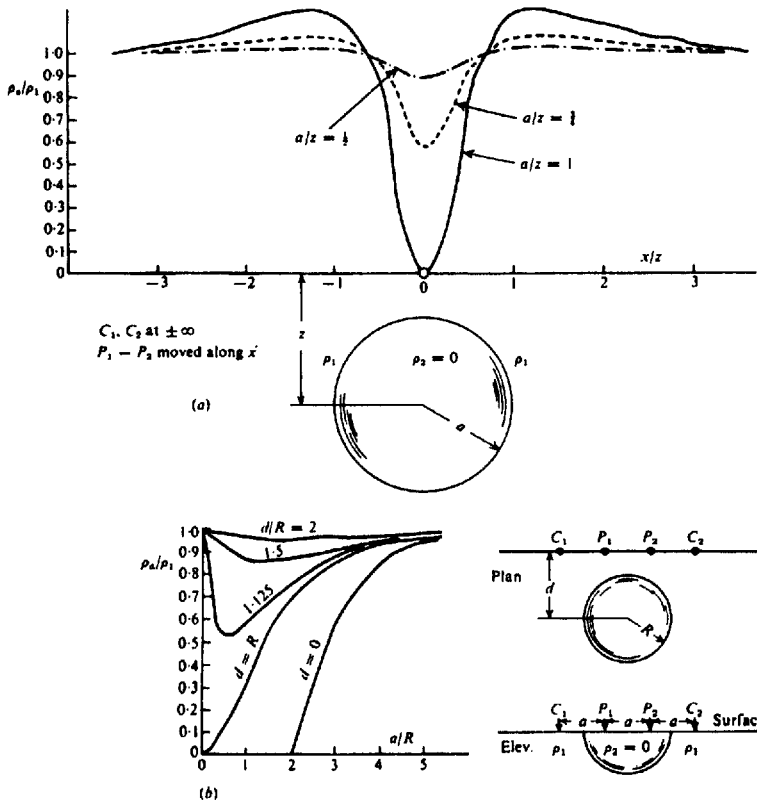 1·0
0·9
ρₐ/ρ₁
0·8
0·7
0·6
0·5
0·4
0·3
0·2
0·1
0
a/z = ½
a/z = ¾
a/z = 1
x/z
−3 −2 −1 0 1 2 3
z
C₁, C₂ at ± ∞
P₁ − P₂ moved along x
ρ₁ ρ₂ = 0 ρ₁
a
(a)
1·0
0·9
ρₐ/ρ₁
0·8
0·7
0·6
0·5
0·4
0·3
0·2
0·1
0
d/R = 2
1·5
1·125
d = R
d = 0
a/R
0 1 2 3 4 5
(b)
C₁ P₁ P₂ C₂
Plan
d
R
C₁ P₁ P₂ C₂
a a a
Surfac
Elev. ρ₁ ρ₂ = 0 ρ₁